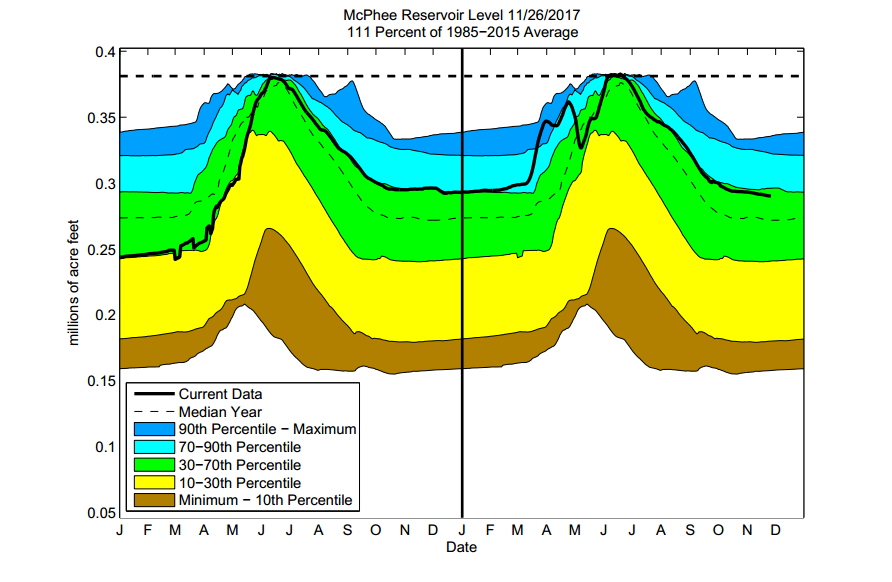 McPhee Reservoir Level 11/26/2017
111 Percent of 1985−2015 Average
0.4
0.35
0.3
0.25
0.2
0.15
0.1
0.05
millions of acre feet
Current Data
Median Year
90th Percentile − Maximum
70−90th Percentile
30−70th Percentile
10−30th Percentile
Minimum − 10th Percentile
J F M A M J J A S O N D J F M A M J J A S O N D
Date